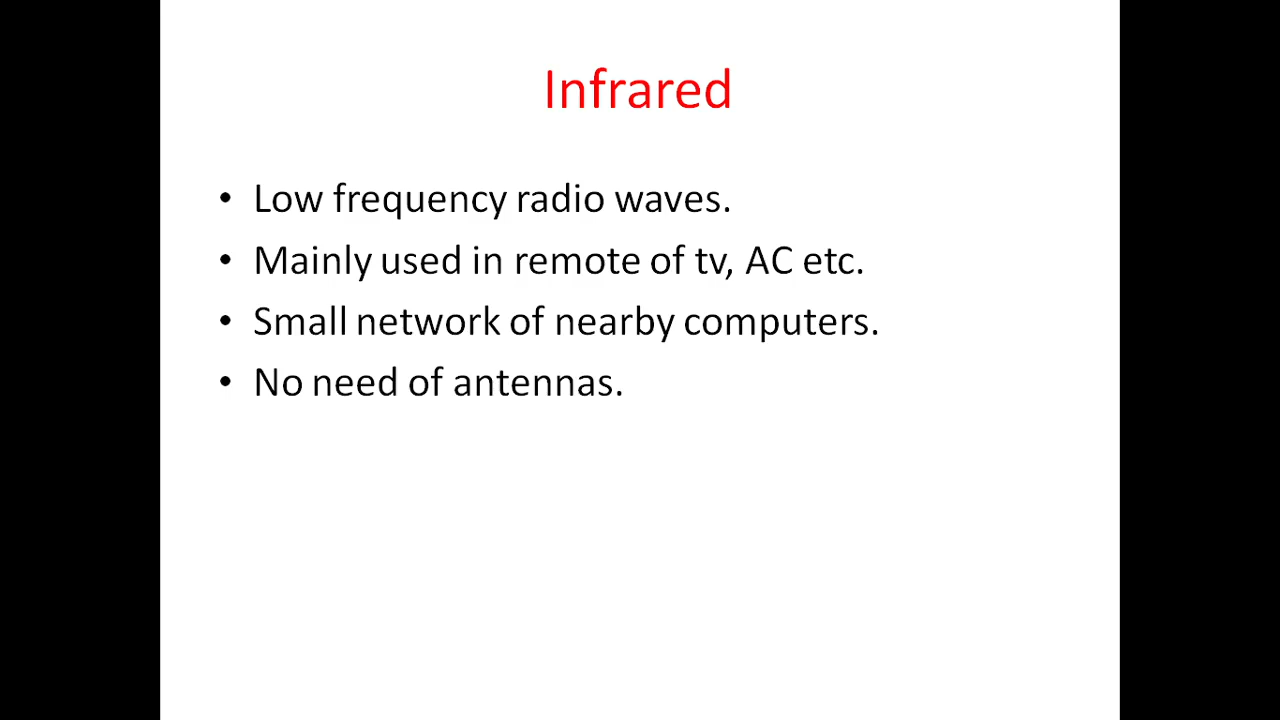 Infrared
• Low frequency radio waves.
• Mainly used in remote of tv, AC etc.
• Small network of nearby computers.
• No need of antennas.